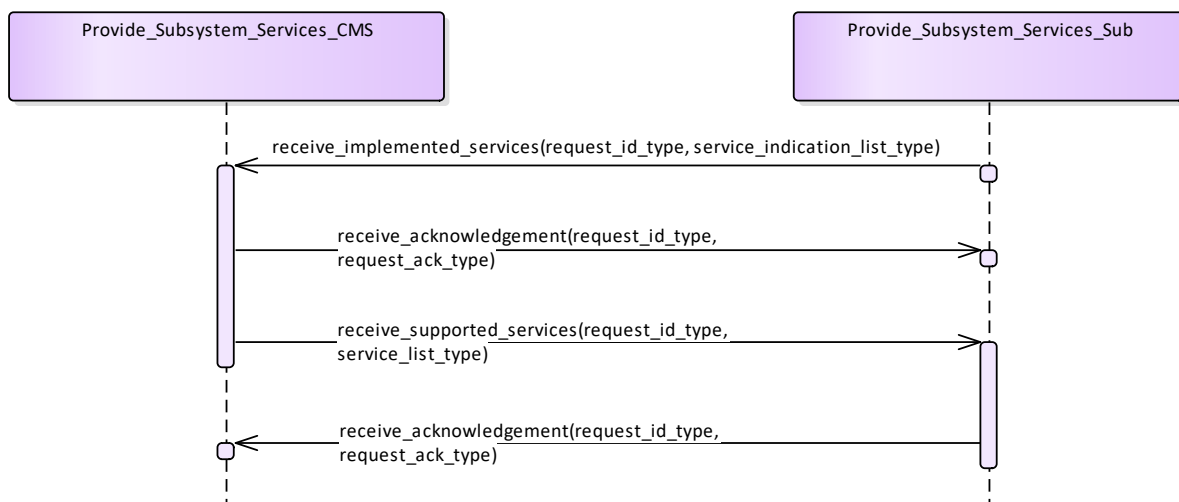 Provide_Subsystem_Services_CMS
Provide_Subsystem_Services_Sub
receive_implemented_services(request_id_type, service_indication_list_type)
receive_acknowledgement(request_id_type,
request_ack_type)
receive_supported_services(request_id_type,
service_list_type)
receive_acknowledgement(request_id_type,
request_ack_type)